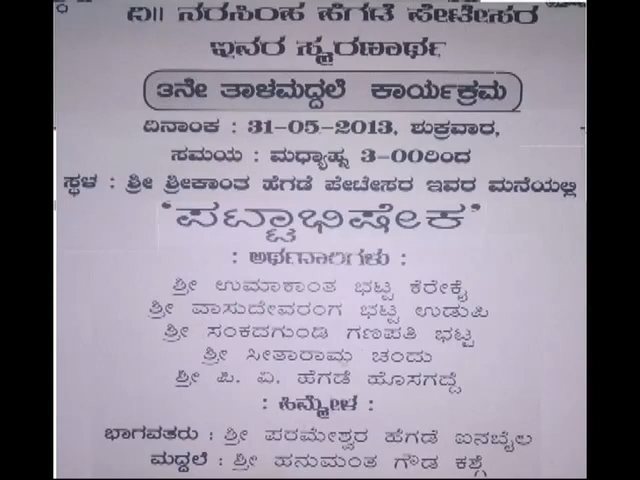 ದಿ॥ ನರಸಿಂಹ ಹೆಗಡೆ ಪೇಟೇಸರ
ಇವರ ಸ್ಮರಣಾರ್ಥ
೩ನೇ ತಾಳಮದ್ದಲೆ ಕಾರ್ಯಕ್ರಮ
ದಿನಾಂಕ : 31-05-2013, ಶುಕ್ರವಾರ,
ಸಮಯ : ಮಧ್ಯಾಹ್ನ 3-00ರಿಂದ
ಸ್ಥಳ : ಶ್ರೀ ಶ್ರೀಕಾಂತ ಹೆಗಡೆ ಪೇಟೇಸರ ಇವರ ಮನೆಯಲ್ಲಿ
'ಪಟ್ಟಾಭಿಷೇಕ'
: ಅರ್ಥಧಾರಿಗಳು :
ಶ್ರೀ ಉಮಾಕಾಂತ ಭಟ್ಟ ಕೆರೇಕೈ
ಶ್ರೀ ವಾಸುದೇವರಂಗ ಭಟ್ಟ ಉಡುಪಿ
ಶ್ರೀ ಸಂಕದಗುಂಡಿ ಗಣಪತಿ ಭಟ್ಟ
ಶ್ರೀ ಸೀತಾರಾಮ ಚಂದು
ಶ್ರೀ ಪಿ. ವಿ. ಹೆಗಡೆ ಹೊಸಗದ್ದೆ
: ಹಿಮ್ಮೇಳ :
ಭಾಗವತರು : ಶ್ರೀ ಪರಮೇಶ್ವರ ಹೆಗಡೆ ಐನಬೈಲ
ಮದ್ದಲೆ : ಶ್ರೀ ಹನುಮಂತ ಗೌಡ ಕಶ್ಗೆ